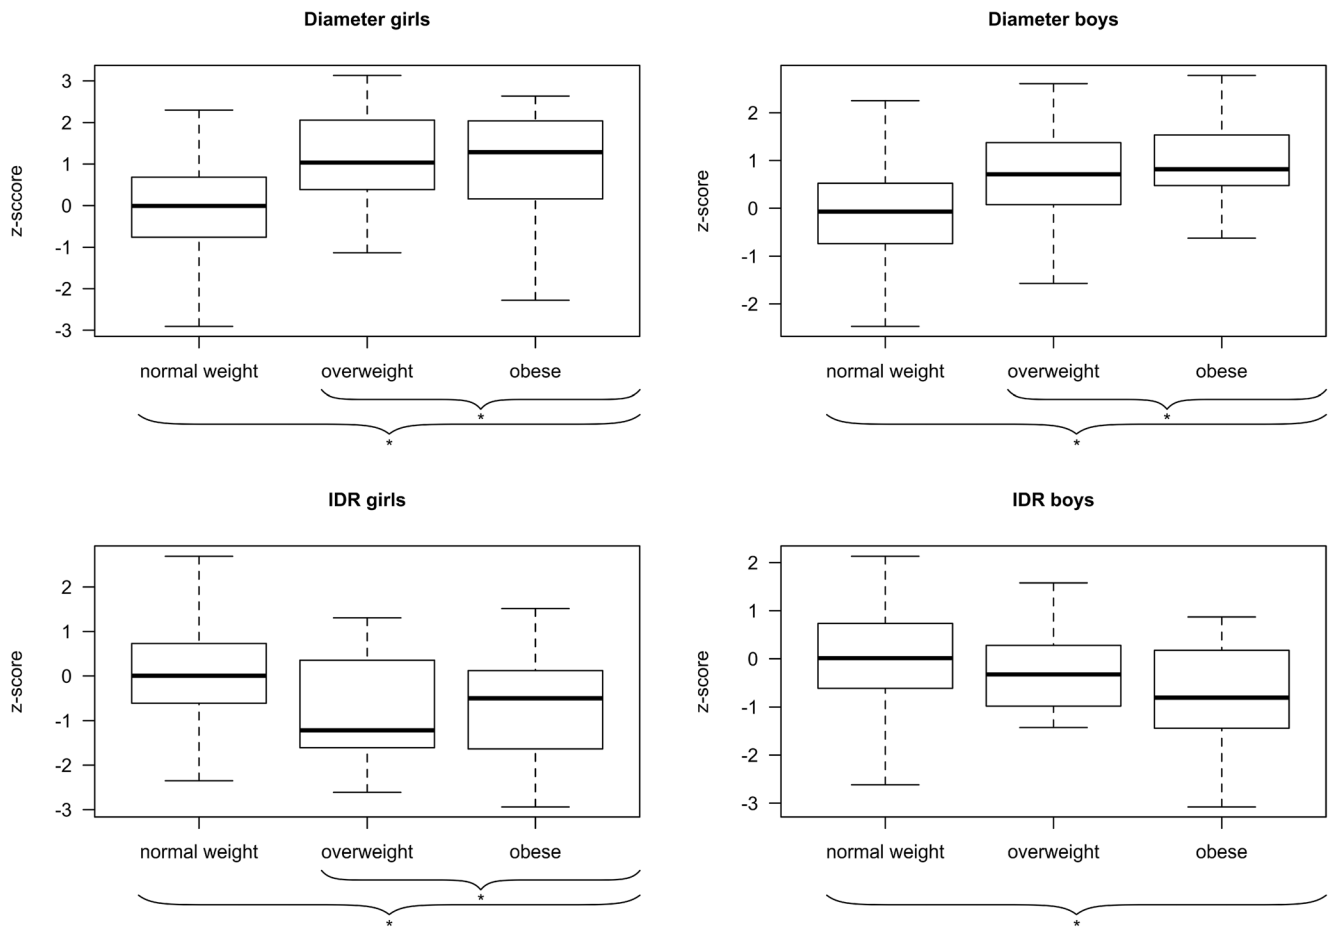 Diameter girls
z-sccore
3
2
1
0
-1
-2
-3
normal weight overweight obese
*
*
Diameter boys
z-score
2
1
0
-1
-2
normal weight overweight obese
*
*
IDR girls
z-score
2
1
0
-1
-2
-3
normal weight overweight obese
*
*
IDR boys
z-score
2
1
0
-1
-2
-3
normal weight overweight obese
*